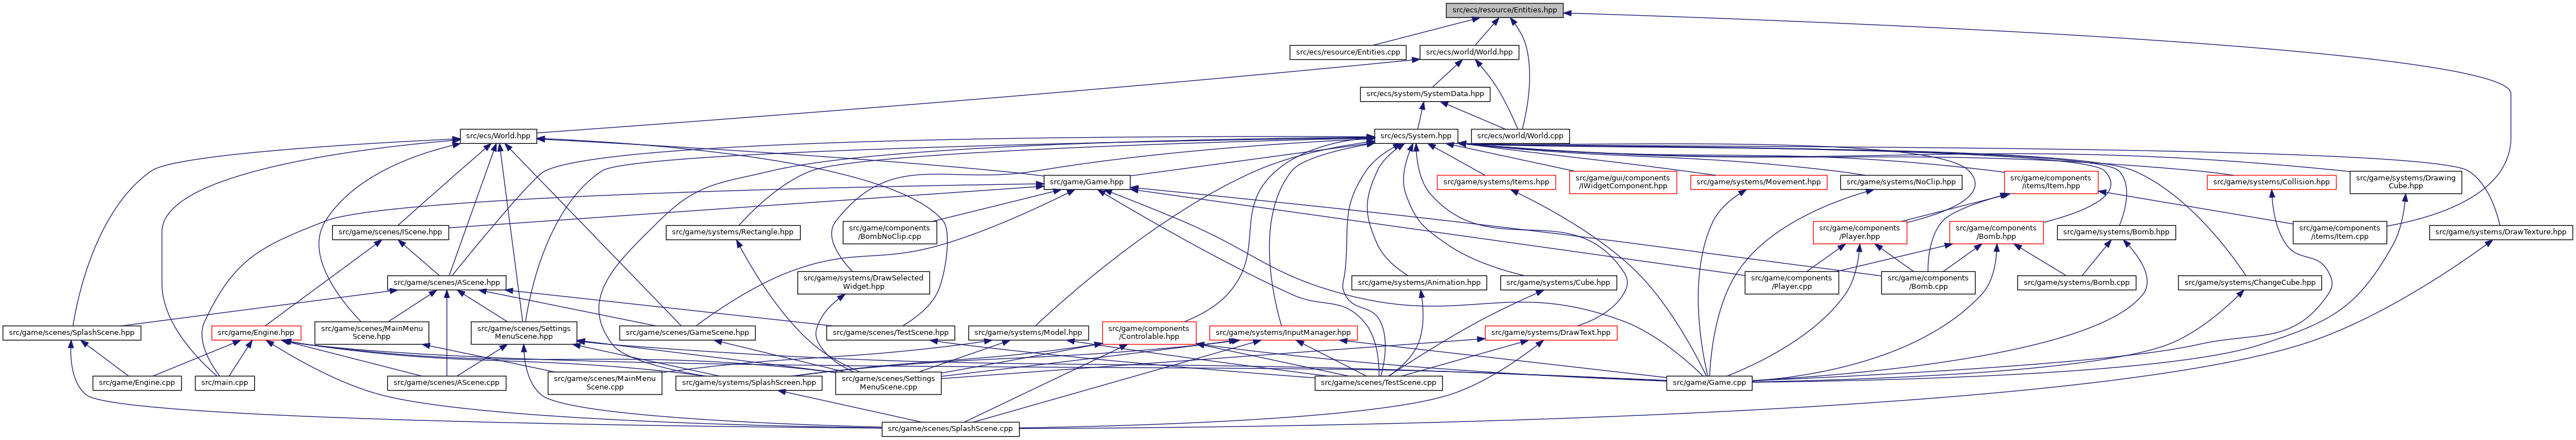 src/ecs/resource/Entities.hpp
src/ecs/resource/Entities.cpp
src/ecs/world/World.hpp
src/ecs/system/SystemData.hpp
src/ecs/World.hpp
src/ecs/System.hpp
src/ecs/world/World.cpp
src/game/Game.hpp
src/game/systems/Items.hpp
src/game/gui/components
/IWidgetComponent.hpp
src/game/systems/Movement.hpp
src/game/systems/NoClip.hpp
src/game/components
/items/Item.hpp
src/game/systems/Collision.hpp
src/game/systems/Drawing
Cube.hpp
src/game/scenes/IScene.hpp
src/game/systems/Rectangle.hpp
src/game/components
/BombNoClip.cpp
src/game/components
/Player.hpp
src/game/components
/Bomb.hpp
src/game/systems/Bomb.hpp
src/game/components
/items/Item.cpp
src/game/systems/DrawTexture.hpp
src/game/scenes/AScene.hpp
src/game/systems/DrawSelected
Widget.hpp
src/game/systems/Animation.hpp
src/game/systems/Cube.hpp
src/game/components
/Player.cpp
src/game/components
/Bomb.cpp
src/game/systems/Bomb.cpp
src/game/systems/ChangeCube.hpp
src/game/scenes/SplashScene.hpp
src/game/Engine.hpp
src/game/scenes/MainMenu
Scene.hpp
src/game/scenes/Settings
MenuScene.hpp
src/game/scenes/GameScene.hpp
src/game/scenes/TestScene.hpp
src/game/systems/Model.hpp
src/game/components
/Controlable.hpp
src/game/systems/InputManager.hpp
src/game/systems/DrawText.hpp
src/game/Engine.cpp
src/main.cpp
src/game/scenes/AScene.cpp
src/game/scenes/MainMenu
Scene.cpp
src/game/systems/SplashScreen.hpp
src/game/scenes/Settings
MenuScene.cpp
src/game/scenes/TestScene.cpp
src/game/Game.cpp
src/game/scenes/SplashScene.cpp